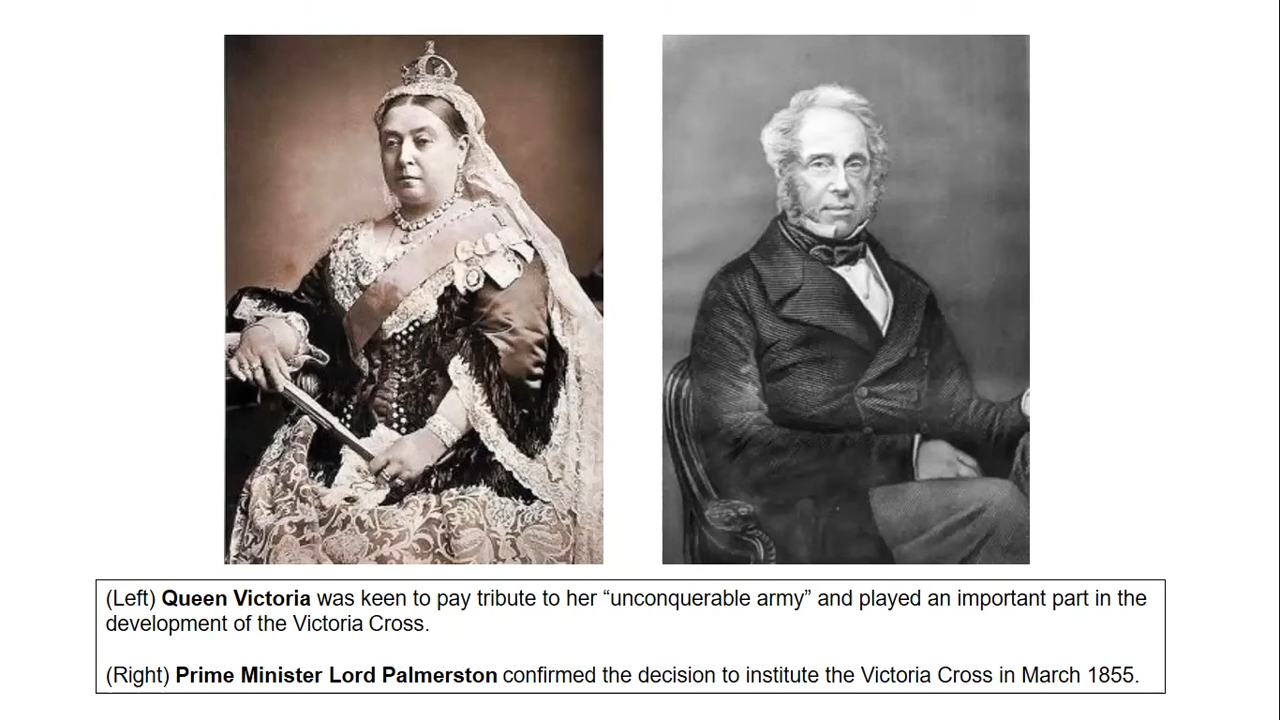 (Left) Queen Victoria was keen to pay tribute to her “unconquerable army” and played an important part in the
development of the Victoria Cross.
(Right) Prime Minister Lord Palmerston confirmed the decision to institute the Victoria Cross in March 1855.